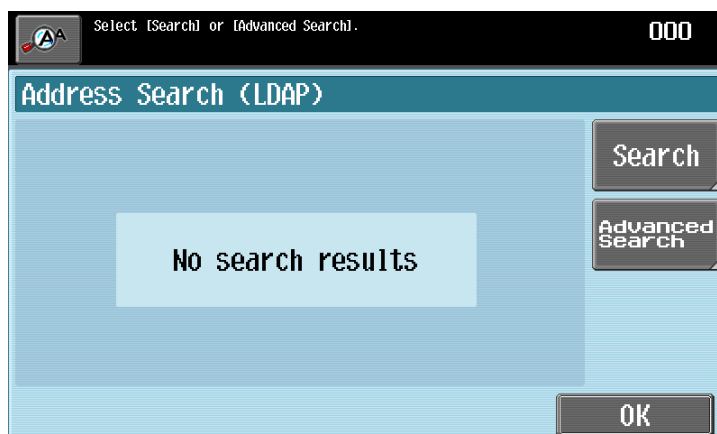 Select [Search] or [Advanced Search].
000
Address Search (LDAP)
Search
Advanced
Search
No search results
OK